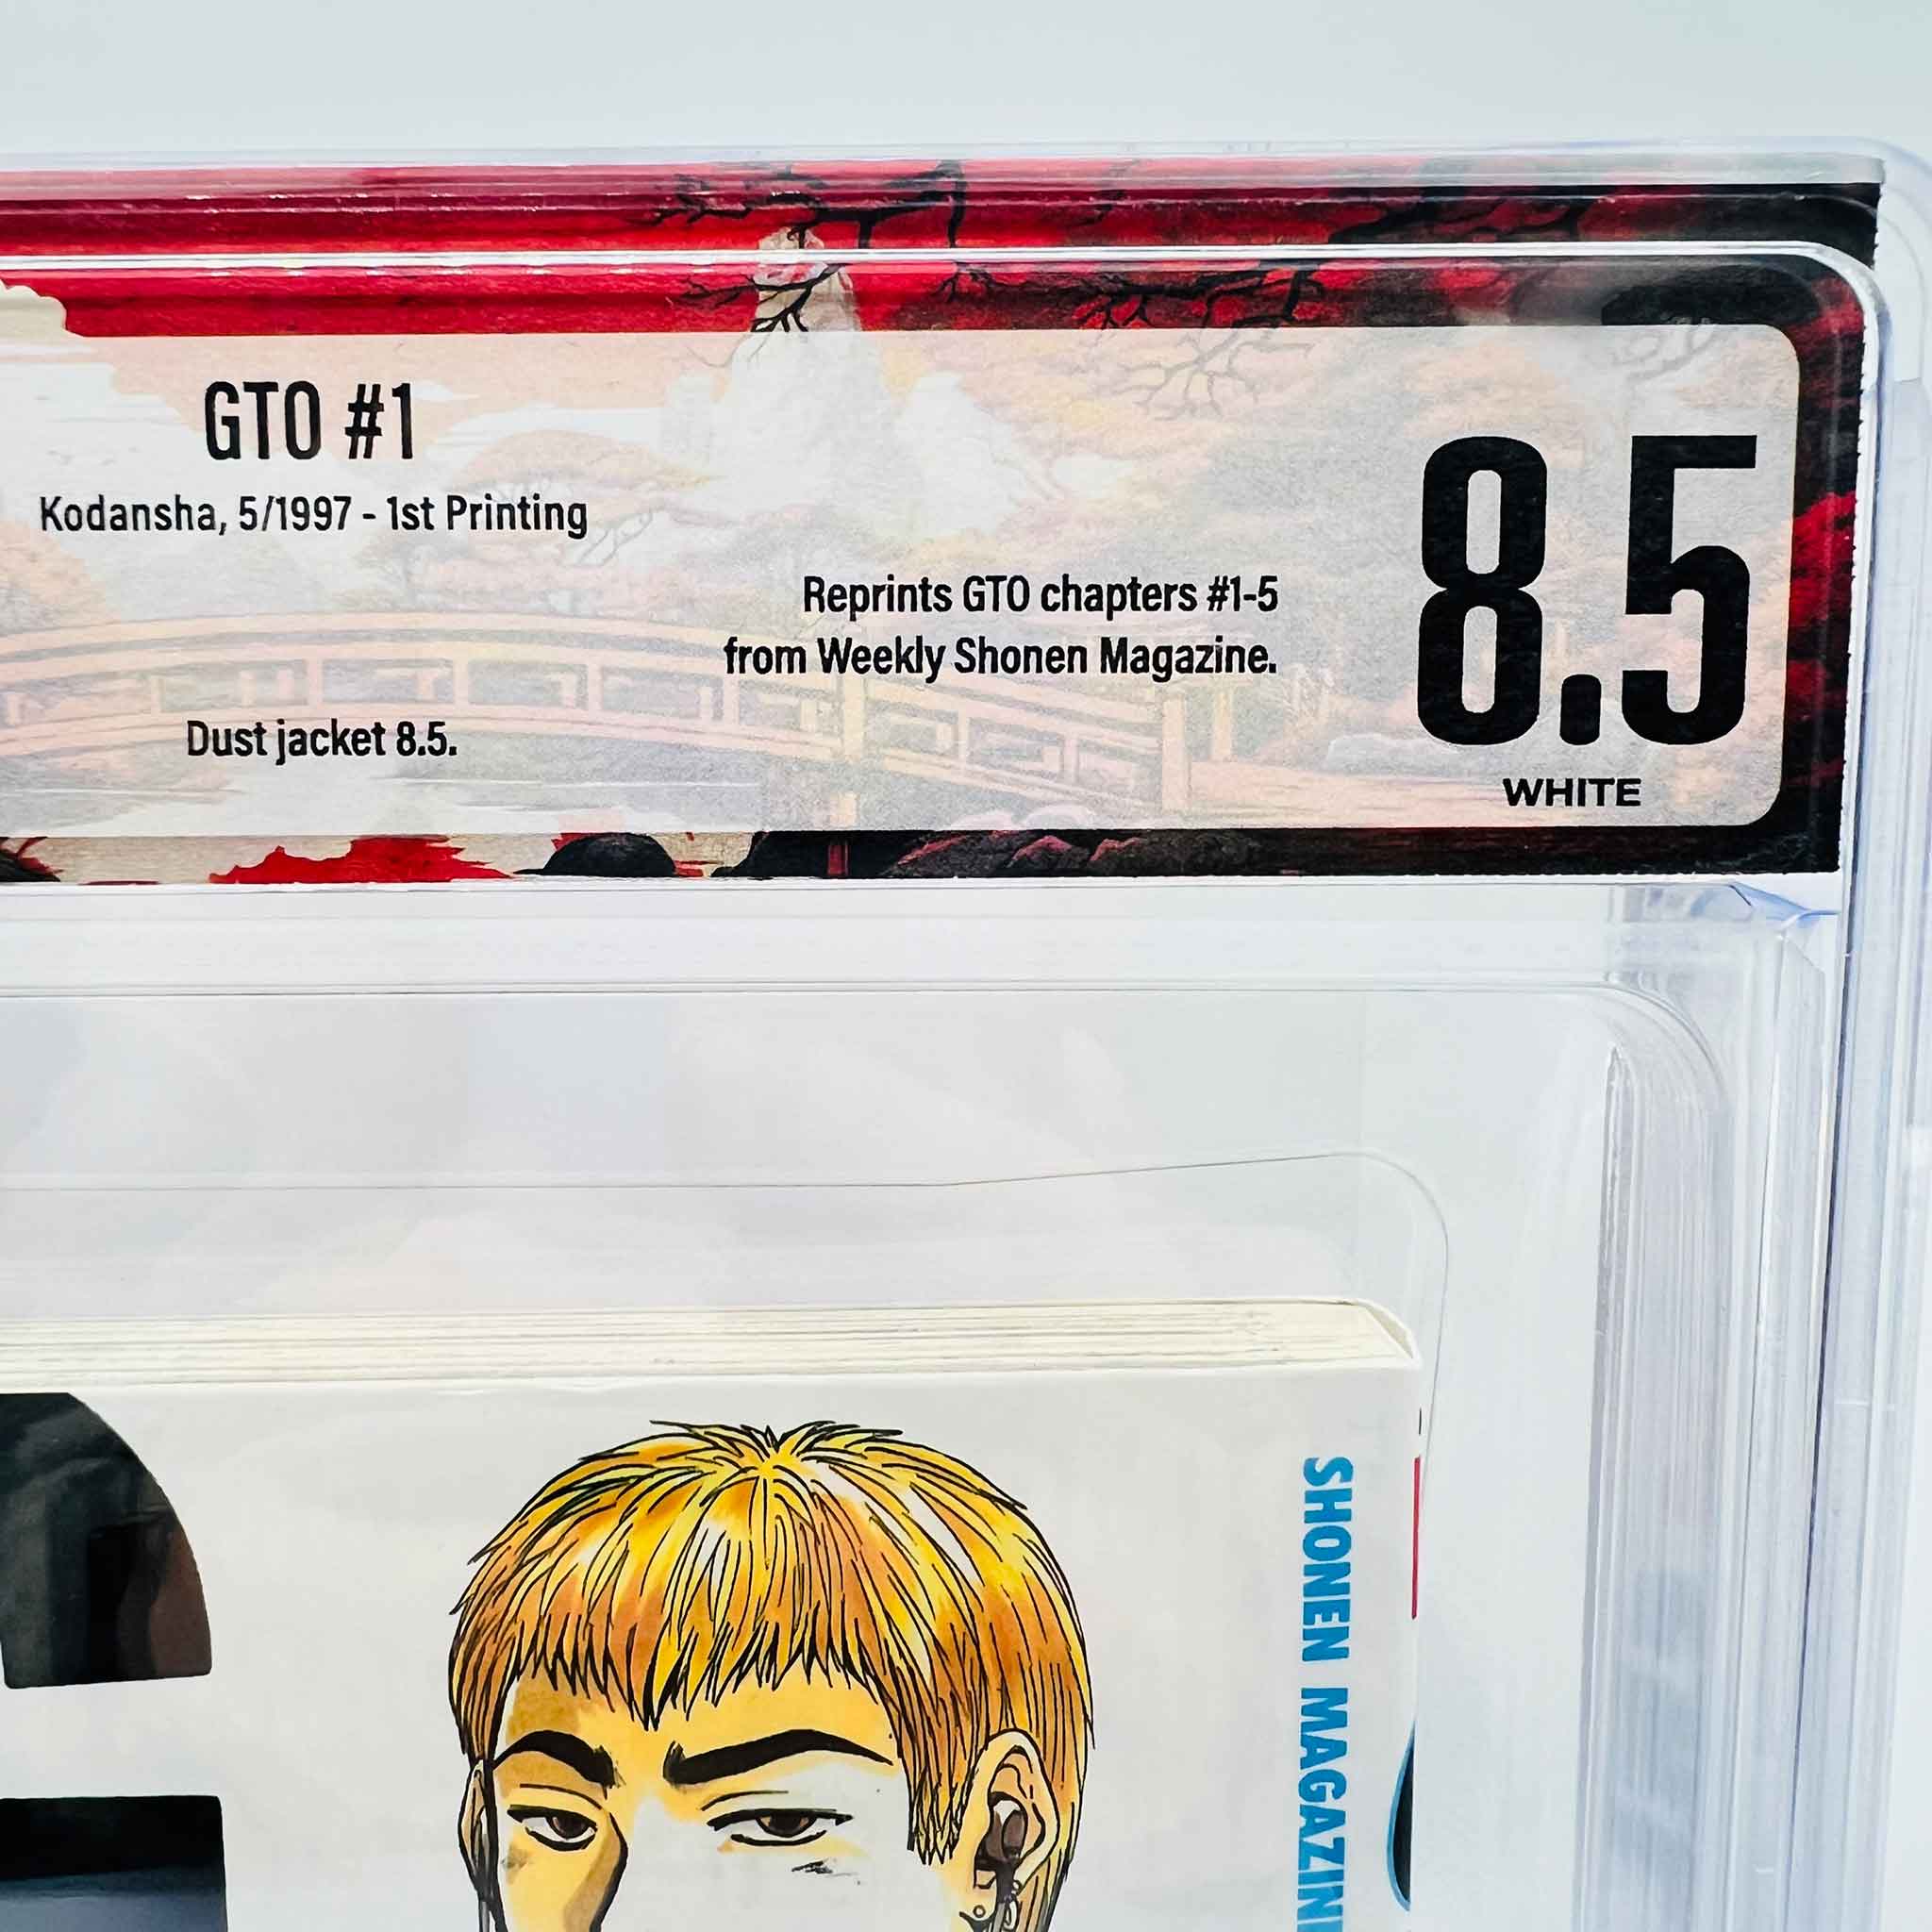 GTO #1
Kodansha, 5/1997 - 1st Printing
Reprints GTO chapters #1-5
from Weekly Shonen Magazine.
Dust jacket 8.5.
8.5
WHITE
SHONEN MAGAZINE